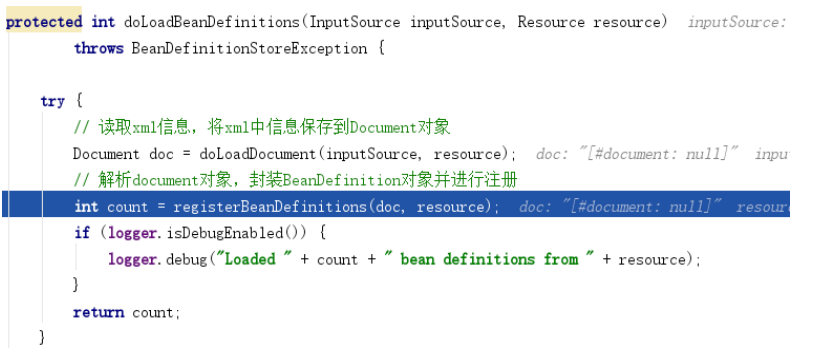 protected int doLoadBeanDefinitions(InputSource inputSource, Resource resource)  inputSource:
throws BeanDefinitionStoreException {
try {
// 读取xml信息，将xml中信息保存到Document对象
Document doc = doLoadDocument(inputSource, resource);  doc: "[#document: null]"  inpu
// 解析document对象，封装BeanDefinition对象并进行注册
int count = registerBeanDefinitions(doc, resource);  doc: "[#document: null]"  resour
if (logger.isDebugEnabled()) {
logger.debug("Loaded " + count + " bean definitions from " + resource);
}
return count;
}